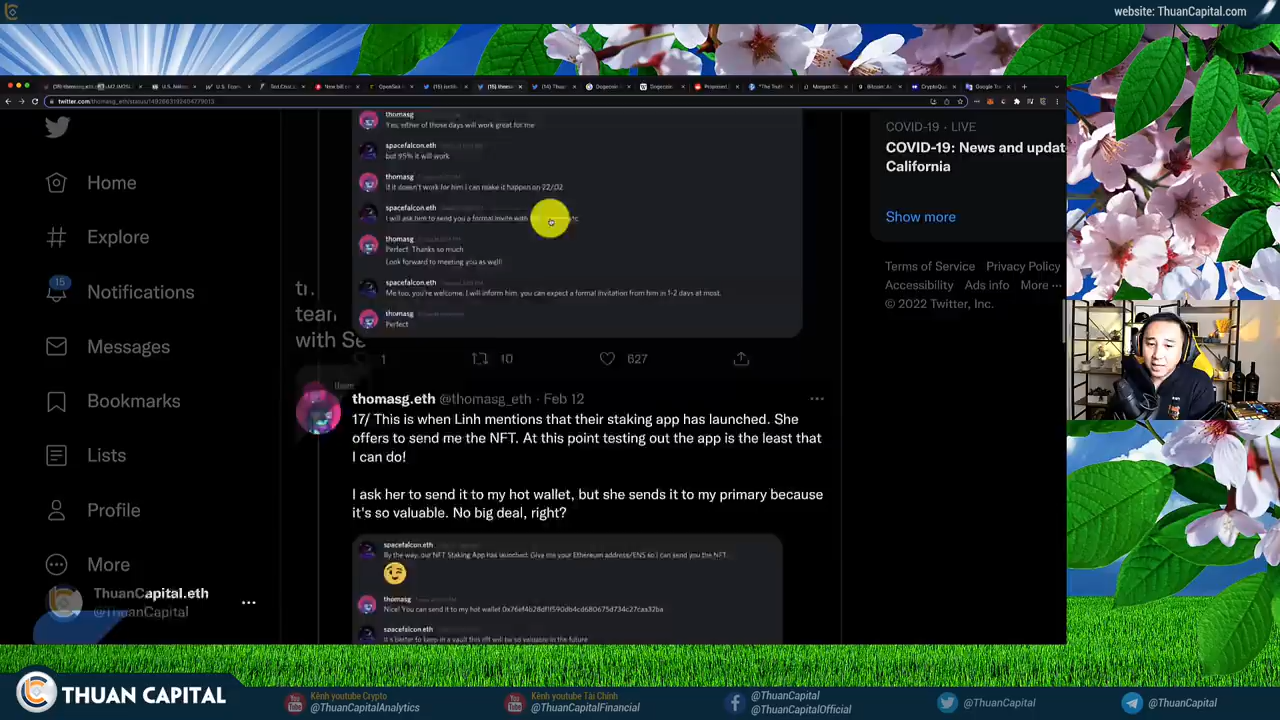 website: ThuanCapital.com
twitter.com/thomasg_eth/status/1492663192404779013
Home
Explore
15
Notifications
Messages
Bookmarks
Lists
Profile
More
@ThuanCapital
thomasg
Yes, either of those days will work great for me
spacefalcon.eth
but 95% it will work
thomasg
If it doesn't work for him I can make it happen on 22/02
spacefalcon.eth
I will ask him to send you a formal invite with
thomasg
Perfect. Thanks so much
Look forward to meeting you as well!
spacefalcon.eth
Me too, you're welcome. I will inform him, you can expect a formal invitation from him in 1-2 days at most.
thomasg
Perfect
team
with Se
1
10
627
thomasg.eth @thomasg_eth · Feb 12
17/ This is when Linh mentions that their staking app has launched. She
offers to send me the NFT. At this point testing out the app is the least that
I can do!
I ask her to send it to my hot wallet, but she sends it to my primary because
it's so valuable. No big deal, right?
spacefalcon.eth
By the way, our NFT Staking App has launched. Give me your Ethereum address/ENS so I can send you the NFT.
thomasg
Nice! You can send it to my hot wallet
spacefalcon.eth
It's better to keep in a vault this nft will be so valuable in the future
COVID-19 · LIVE
COVID-19: News and updat
California
Show more
Terms of Service Privacy Policy
Accessibility Ads info More ···
© 2022 Twitter, Inc.
THUAN CAPITAL
Kênh youtube Crypto
@ThuanCapitalAnalytics
Kênh youtube Tài Chính
@ThuanCapitalFinancial
@ThuanCapital
@ThuanCapitalOfficial
@ThuanCapital
@ThuanCapital